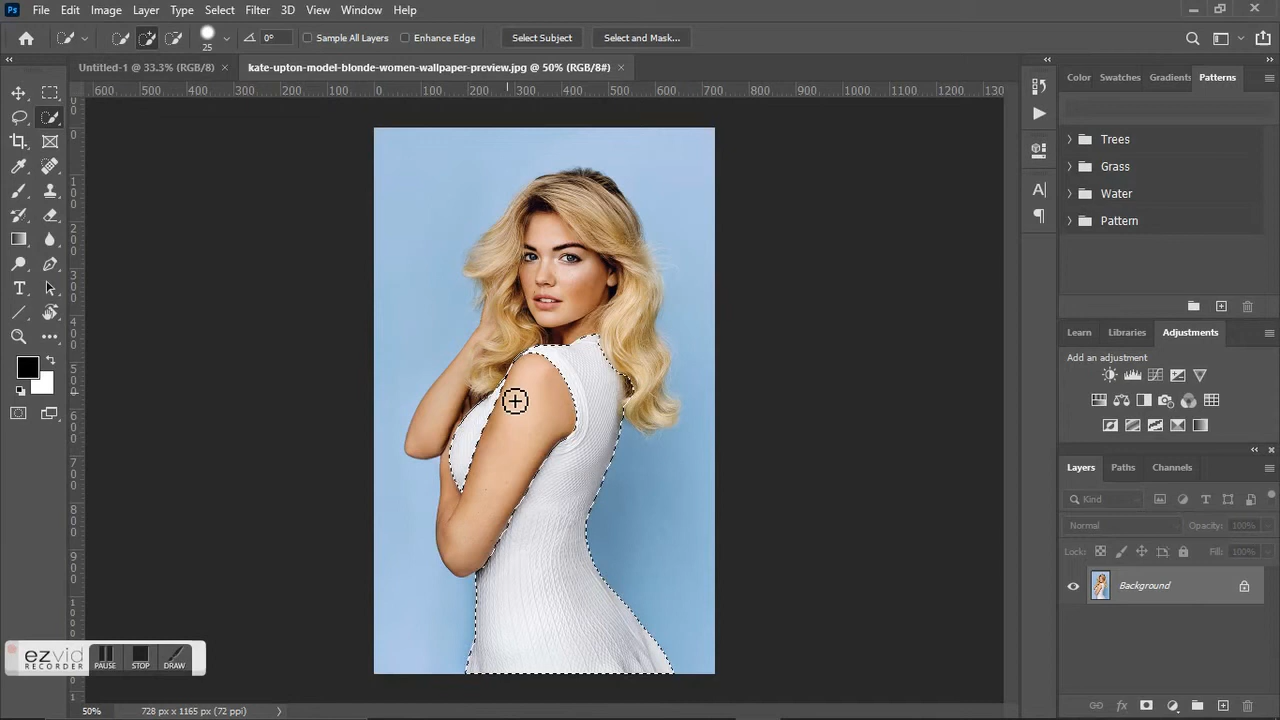 Ps File Edit Image Layer Type Select Filter 3D View Window Help
25 0° Sample All Layers Enhance Edge Select Subject Select and Mask...
Untitled-1 @ 33.3% (RGB/8) × kate-upton-model-blonde-women-wallpaper-preview.jpg @ 50% (RGB/8#) ×
600 500 400 300 200 100 0 100 200 300 400 500 600 700 800 900 1000 1100 1200 1300
Color Swatches Gradients Patterns
Trees
Grass
Water
Pattern
Learn Libraries Adjustments
Add an adjustment
Layers Paths Channels
Kind
Normal Opacity: 100%
Lock: Fill: 100%
Background
ezvid
RECORDER
PAUSE STOP DRAW
50% 728 px x 1165 px (72 ppi)